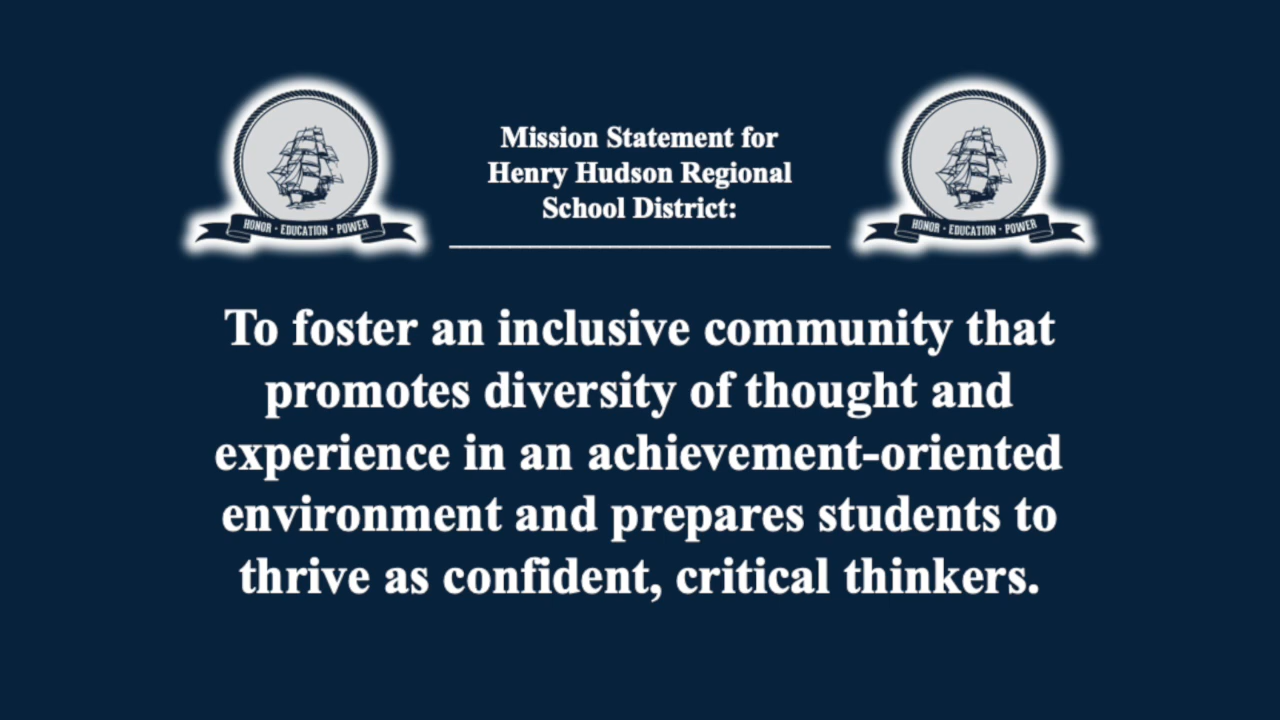 Mission Statement for
Henry Hudson Regional
School District:
HONOR · EDUCATION · POWER
HONOR · EDUCATION · POWER
To foster an inclusive community that
promotes diversity of thought and
experience in an achievement-oriented
environment and prepares students to
thrive as confident, critical thinkers.